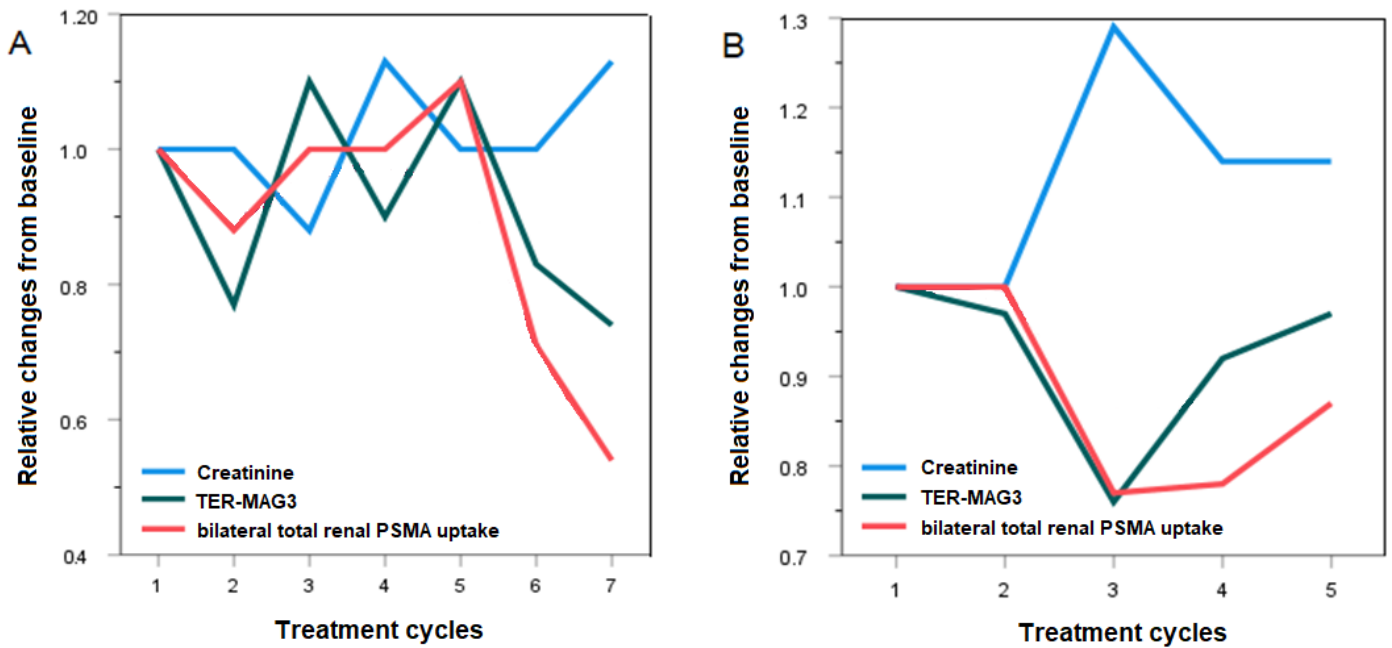 A
Relative changes from baseline
1.20
1.0
0.8
0.6
0.4
Creatinine
TER-MAG3
bilateral total renal PSMA uptake
1 2 3 4 5 6 7
Treatment cycles
B
Relative changes from baseline
1.3
1.2
1.1
1.0
0.9
0.8
0.7
Creatinine
TER-MAG3
bilateral total renal PSMA uptake
1 2 3 4 5
Treatment cycles